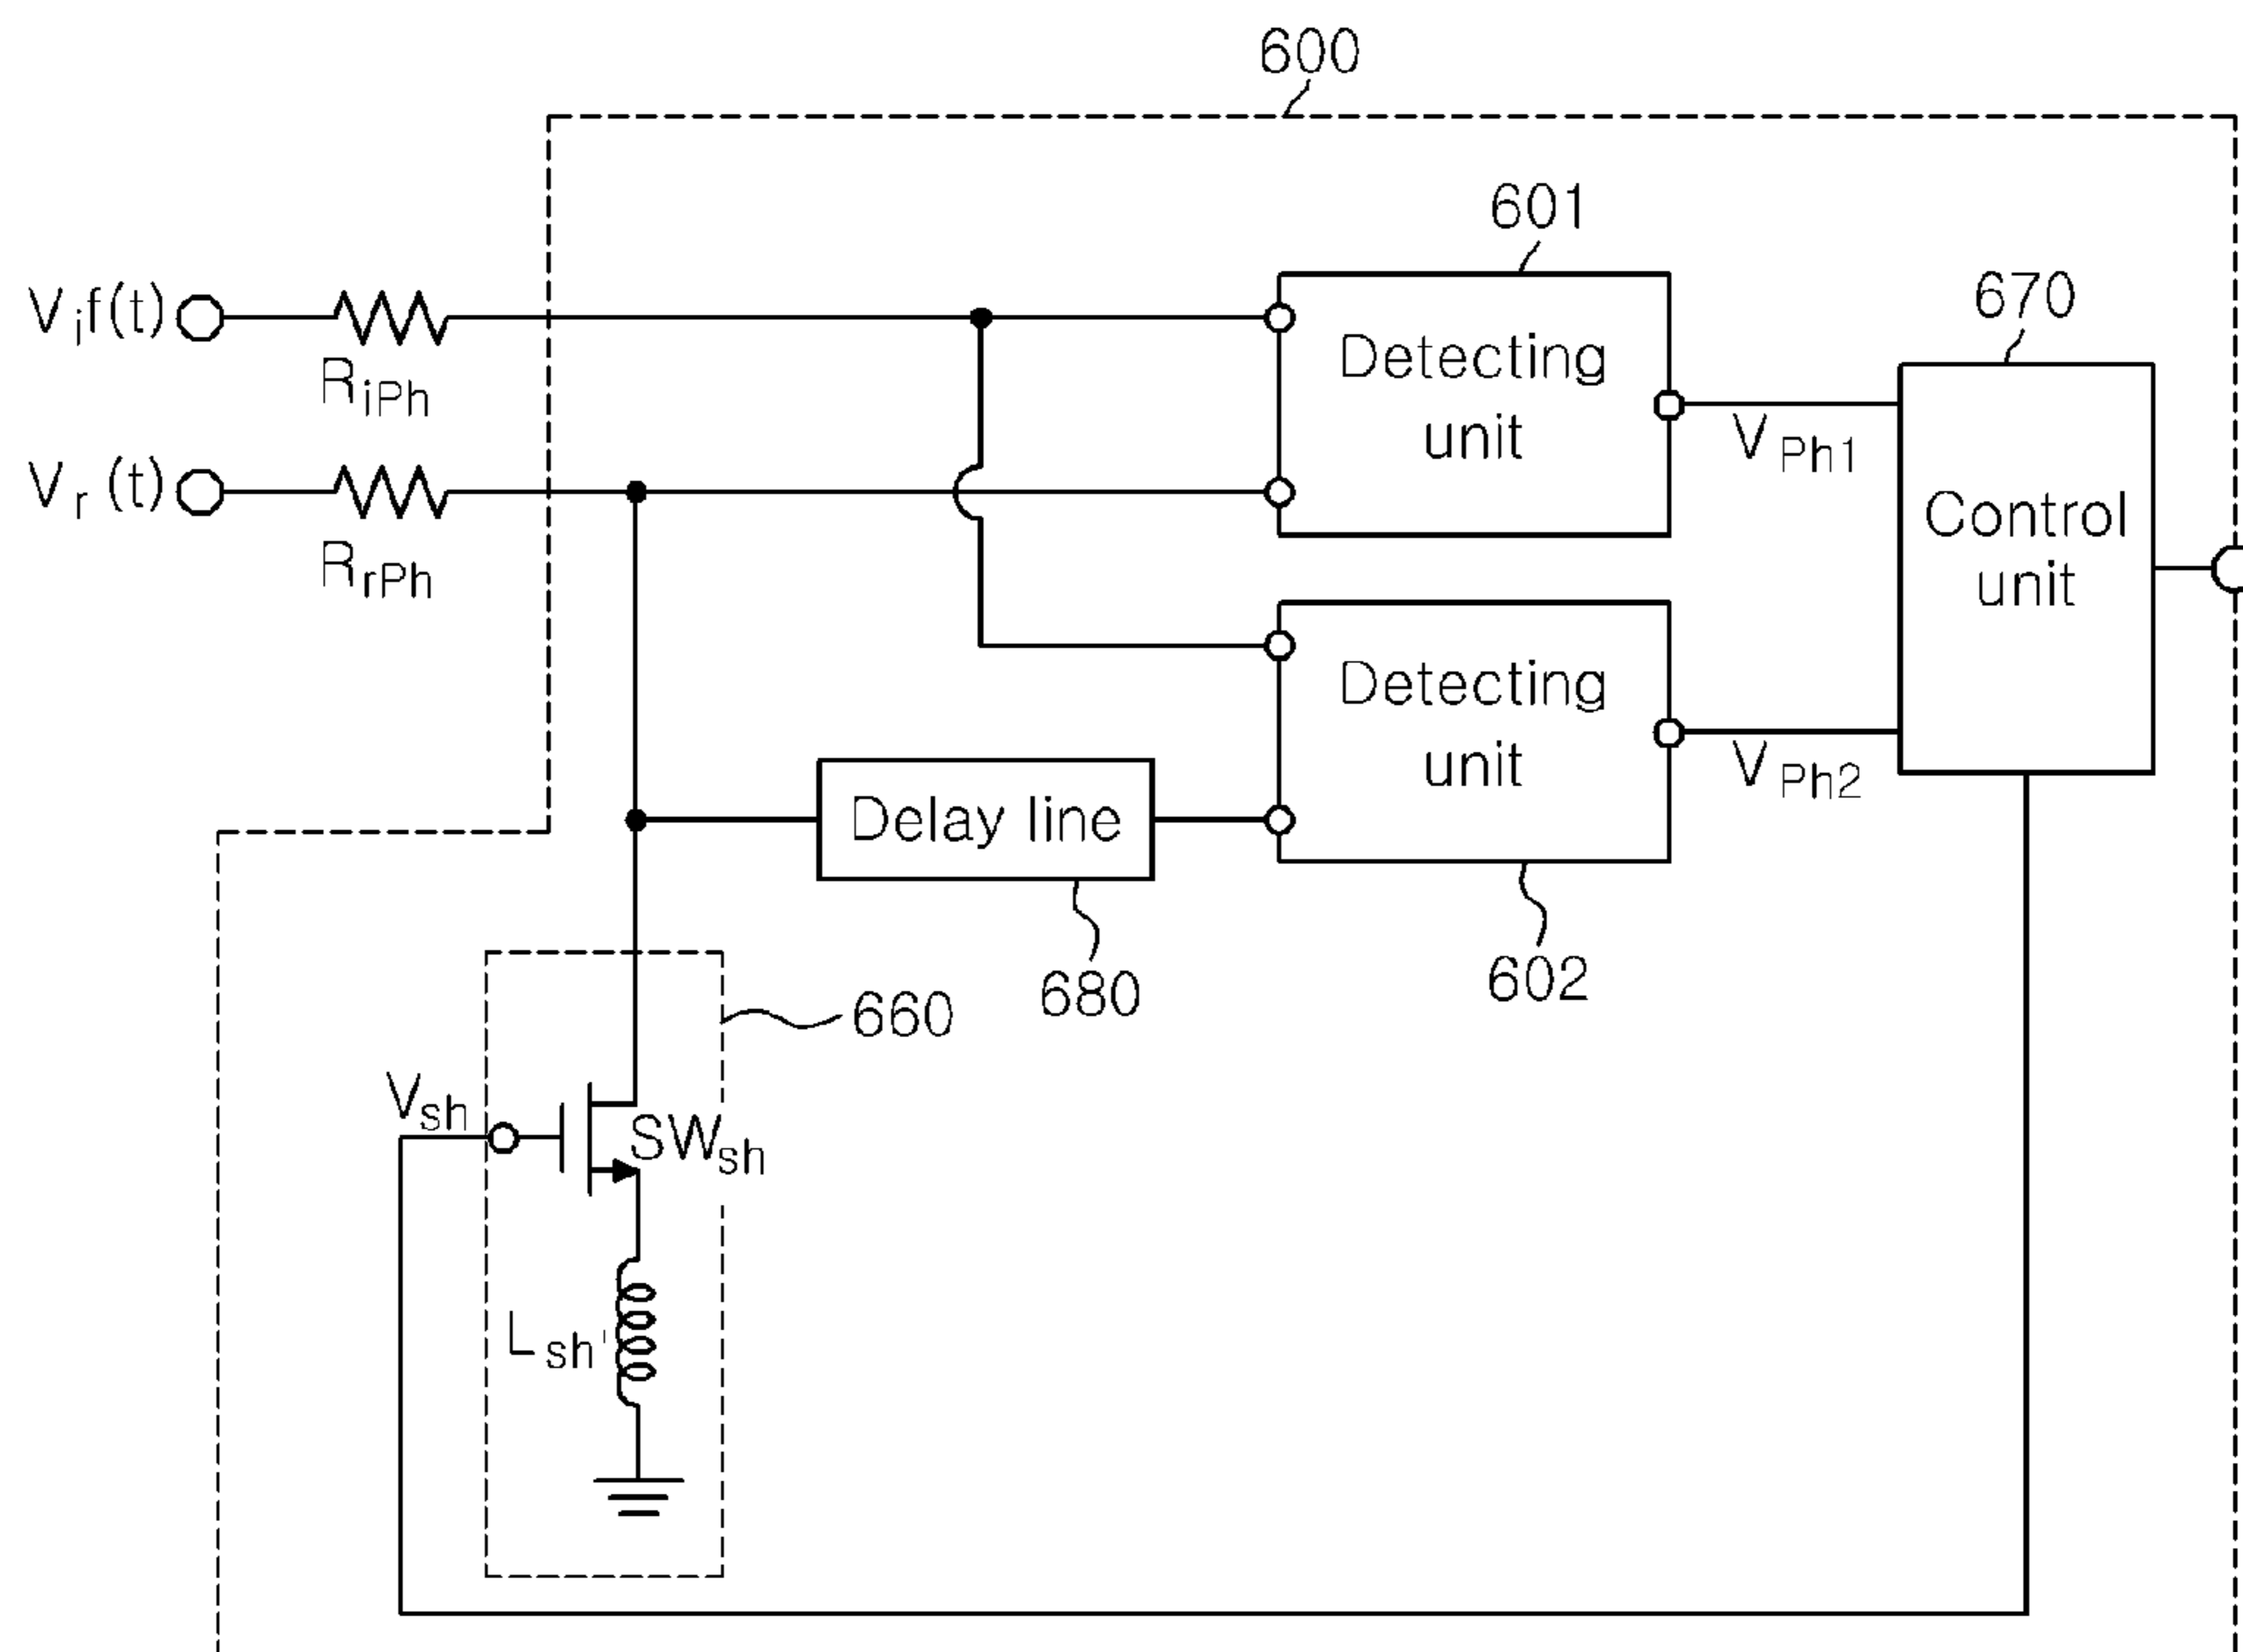 600
601
670
Vif(t)
RiPh
Detecting
unit
VPh1
Control
unit
Vr (t)
RrPh
Detecting
unit
VPh2
Delay line
680
602
660
Vsh
SWsh
Lsh'